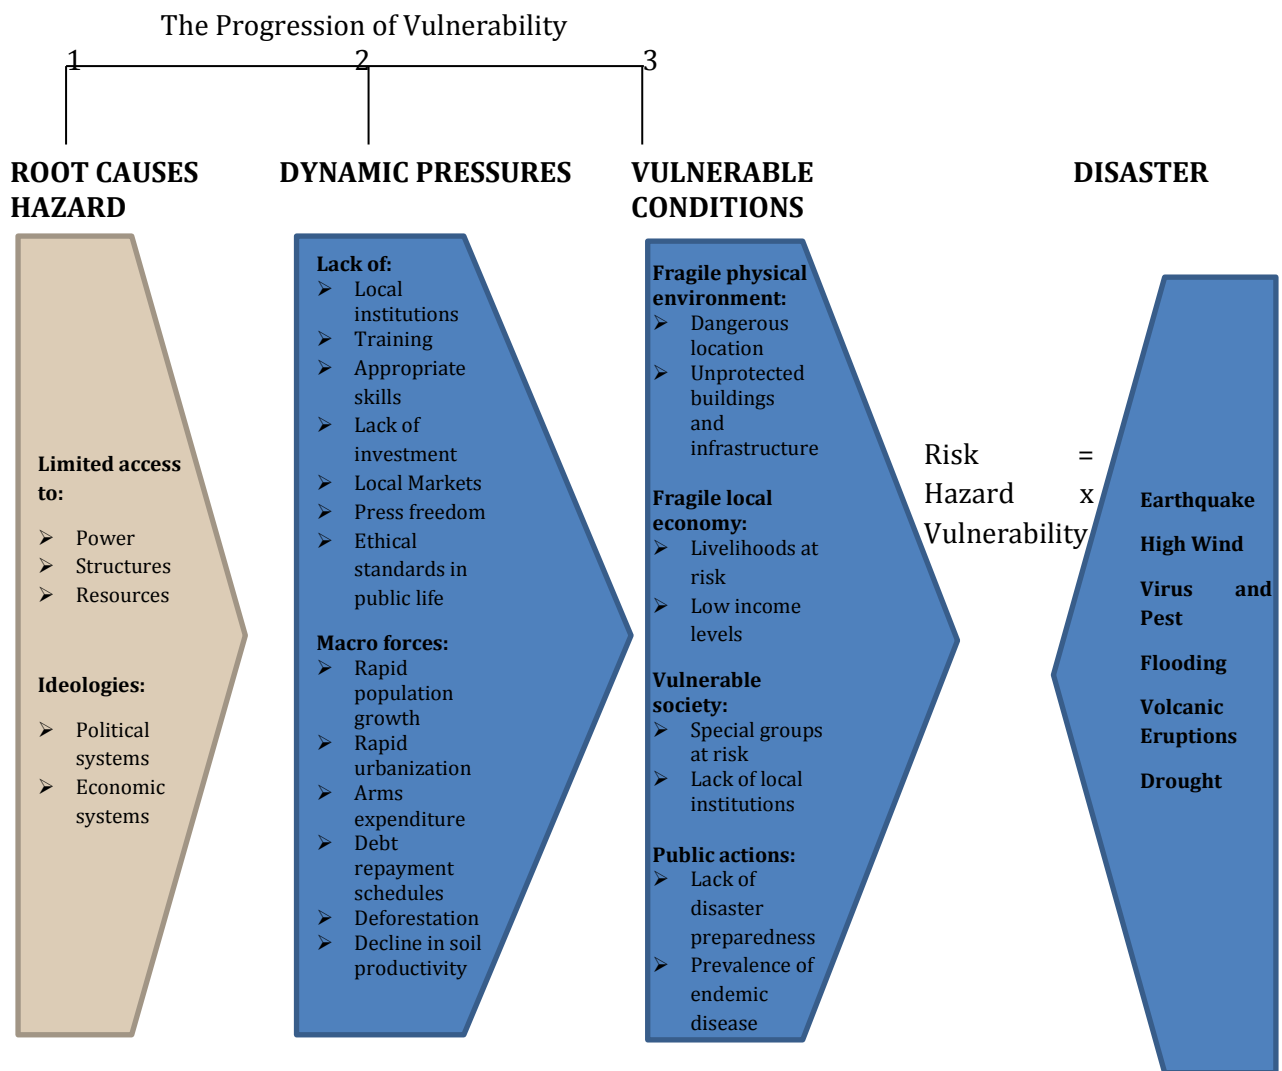 The Progression of Vulnerability
1
2
3
ROOT CAUSES
HAZARD
DYNAMIC PRESSURES
VULNERABLE
CONDITIONS
DISASTER
Limited access
to:
➢ Power
➢ Structures
➢ Resources
Ideologies:
➢ Political
systems
➢ Economic
systems
Lack of:
➢ Local
institutions
➢ Training
➢ Appropriate
skills
➢ Lack of
investment
➢ Local Markets
➢ Press freedom
➢ Ethical
standards in
public life
Macro forces:
➢ Rapid
population
growth
➢ Rapid
urbanization
➢ Arms
expenditure
➢ Debt
repayment
schedules
➢ Deforestation
➢ Decline in soil
productivity
Fragile physical
environment:
➢ Dangerous
location
➢ Unprotected
buildings
and
infrastructure
Fragile local
economy:
➢ Livelihoods at
risk
➢ Low income
levels
Vulnerable
society:
➢ Special groups
at risk
➢ Lack of local
institutions
Public actions:
➢ Lack of
disaster
preparedness
➢ Prevalence of
endemic
disease
Risk =
Hazard x
Vulnerability
Earthquake
High Wind
Virus and
Pest
Flooding
Volcanic
Eruptions
Drought